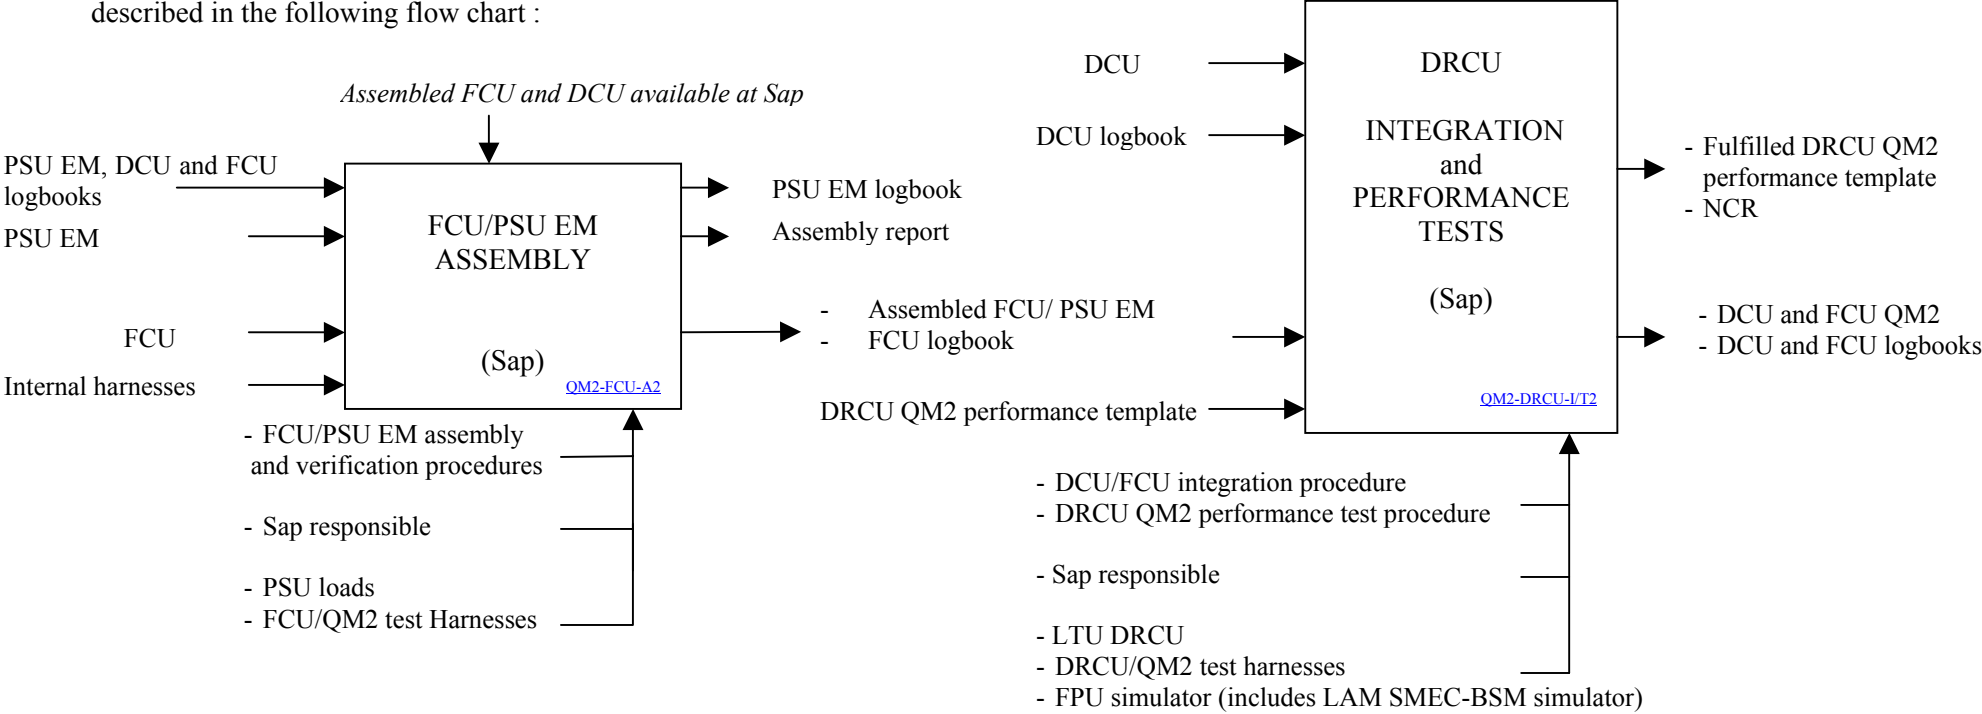 described in the following flow chart :
Assembled FCU and DCU available at Sap
PSU EM, DCU and FCU
logbooks
PSU EM
FCU
Internal harnesses
FCU/PSU EM
ASSEMBLY
(Sap)
QM2-FCU-A2
- FCU/PSU EM assembly
and verification procedures
- Sap responsible
- PSU loads
- FCU/QM2 test Harnesses
PSU EM logbook
Assembly report
- Assembled FCU/ PSU EM
- FCU logbook
DCU
DCU logbook
DRCU QM2 performance template
DRCU
INTEGRATION
and
PERFORMANCE
TESTS
(Sap)
QM2-DRCU-I/T2
- DCU/FCU integration procedure
- DRCU QM2 performance test procedure
- Sap responsible
- LTU DRCU
- DRCU/QM2 test harnesses
- FPU simulator (includes LAM SMEC-BSM simulator)
- Fulfilled DRCU QM2
performance template
- NCR
- DCU and FCU QM2
- DCU and FCU logbooks